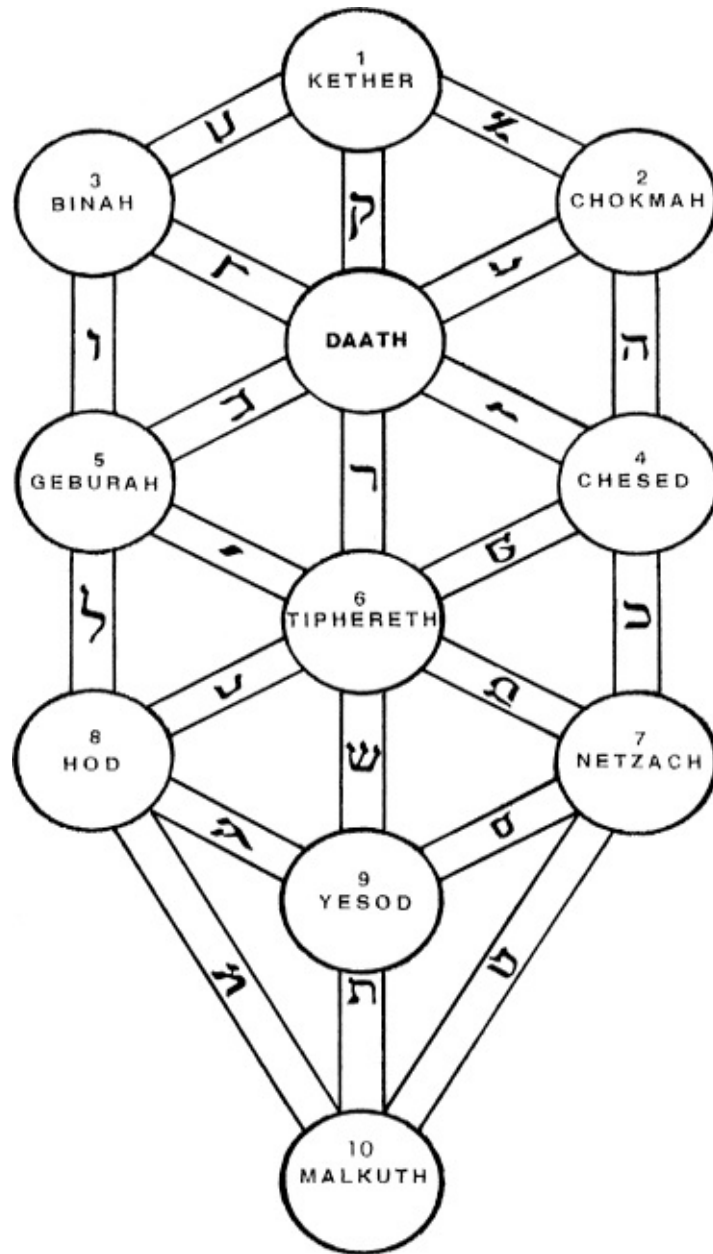 1
KETHER
א
3
BINAH
2
CHOKMAH
ק
ו
DAATH
ה
5
GEBURAH
ר
4
CHESED
י
ל
6
TIPHERETH
8
HOD
ש
7
NETZACH
ס
9
YESOD
ת
10
MALKUTH